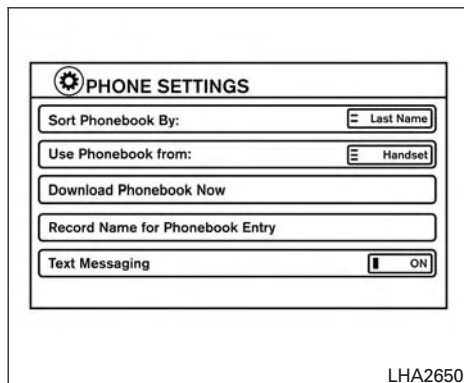 PHONE SETTINGS
Sort Phonebook By: Last Name
Use Phonebook from: Handset
Download Phonebook Now
Record Name for Phonebook Entry
Text Messaging ON
LHA2650